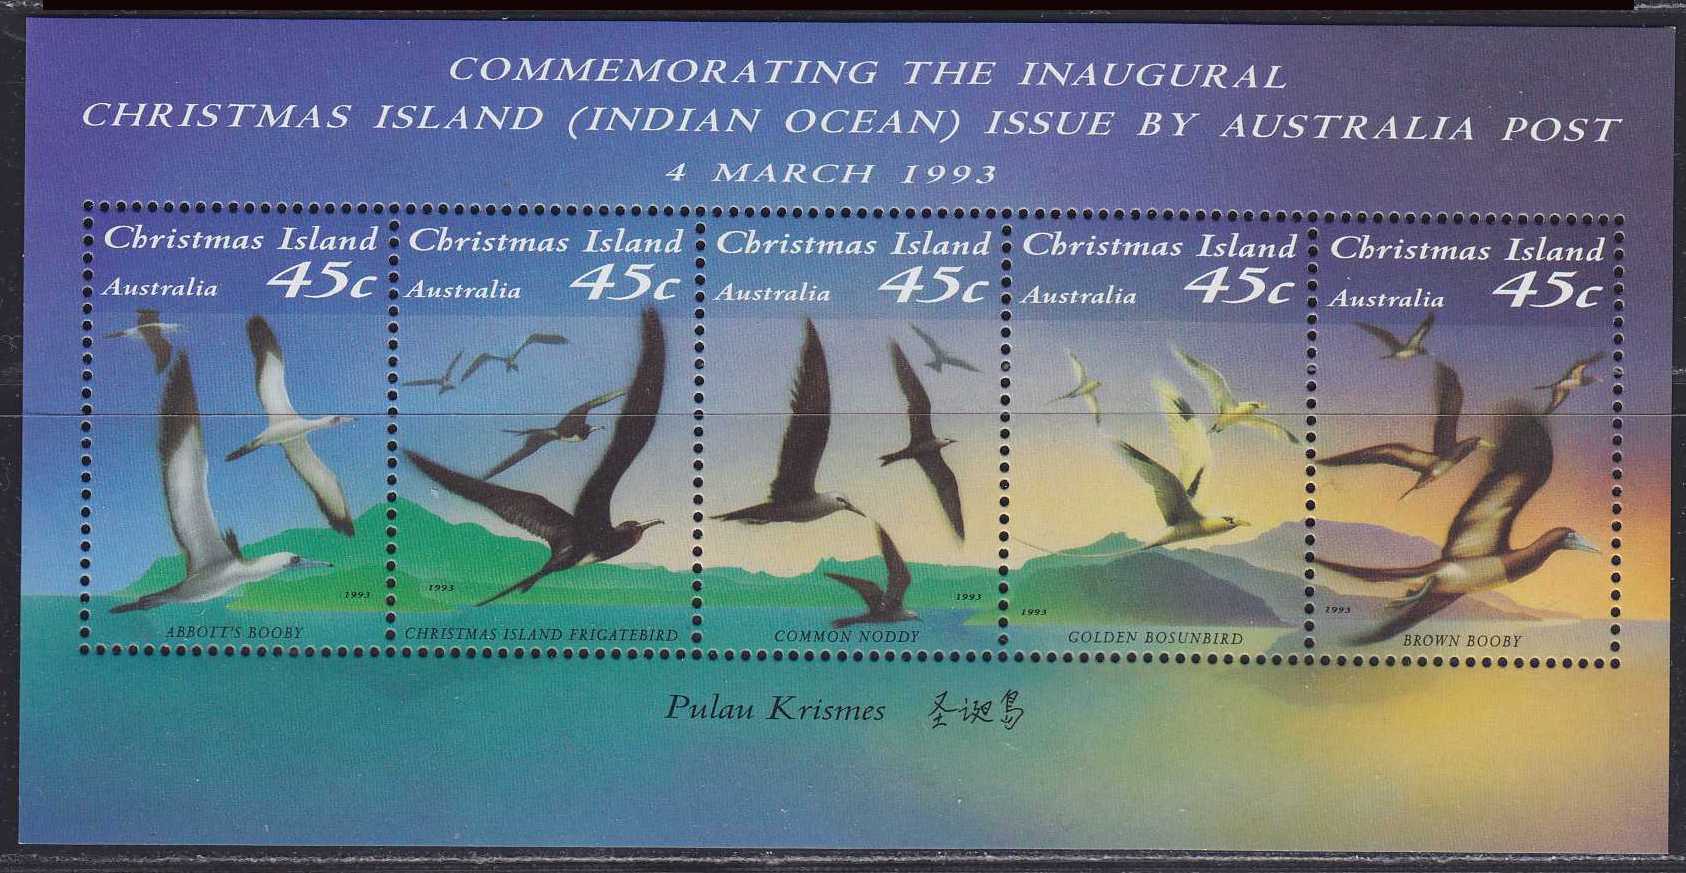 COMMEMORATING THE INAUGURAL
CHRISTMAS ISLAND (INDIAN OCEAN) ISSUE BY AUSTRALIA POST
4 MARCH 1993
Christmas Island
Australia 45c
1993
ABBOTT'S BOOBY
Christmas Island
Australia 45c
1993
CHRISTMAS ISLAND FRIGATEBIRD
Christmas Island
Australia 45c
1993
COMMON NODDY
Christmas Island
Australia 45c
1993
GOLDEN BOSUNBIRD
Christmas Island
Australia 45c
1993
BROWN BOOBY
Pulau Krismes 圣诞島